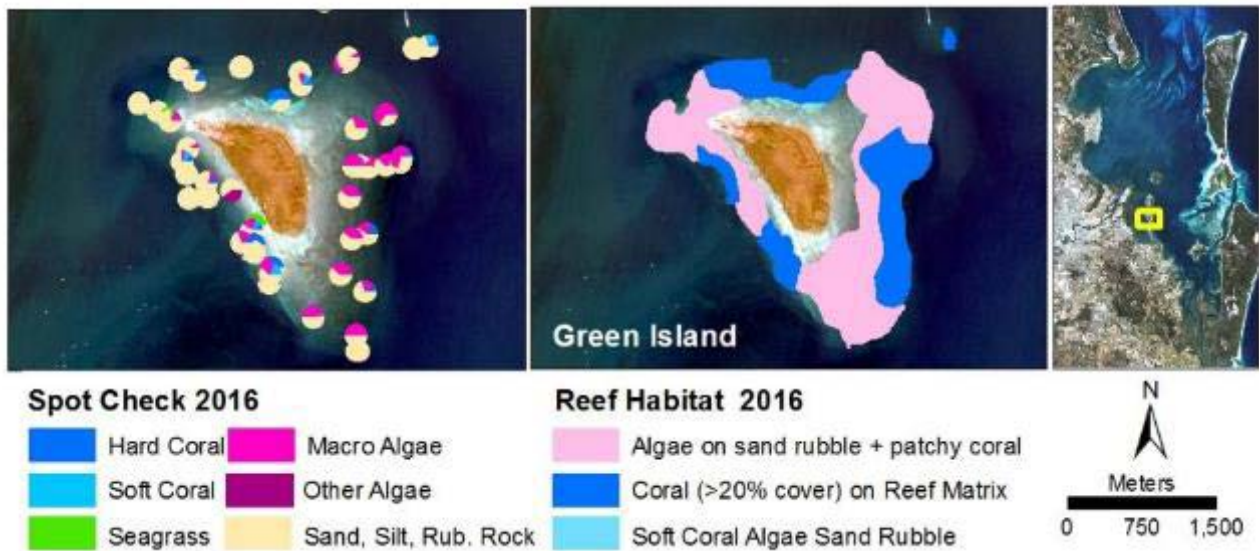 Green Island
Spot Check 2016
Hard Coral
Macro Algae
Soft Coral
Other Algae
Seagrass
Sand, Silt, Rub. Rock
Reef Habitat 2016
Algae on sand rubble + patchy coral
Coral (>20% cover) on Reef Matrix
Soft Coral Algae Sand Rubble
N
Meters
0 750 1,500